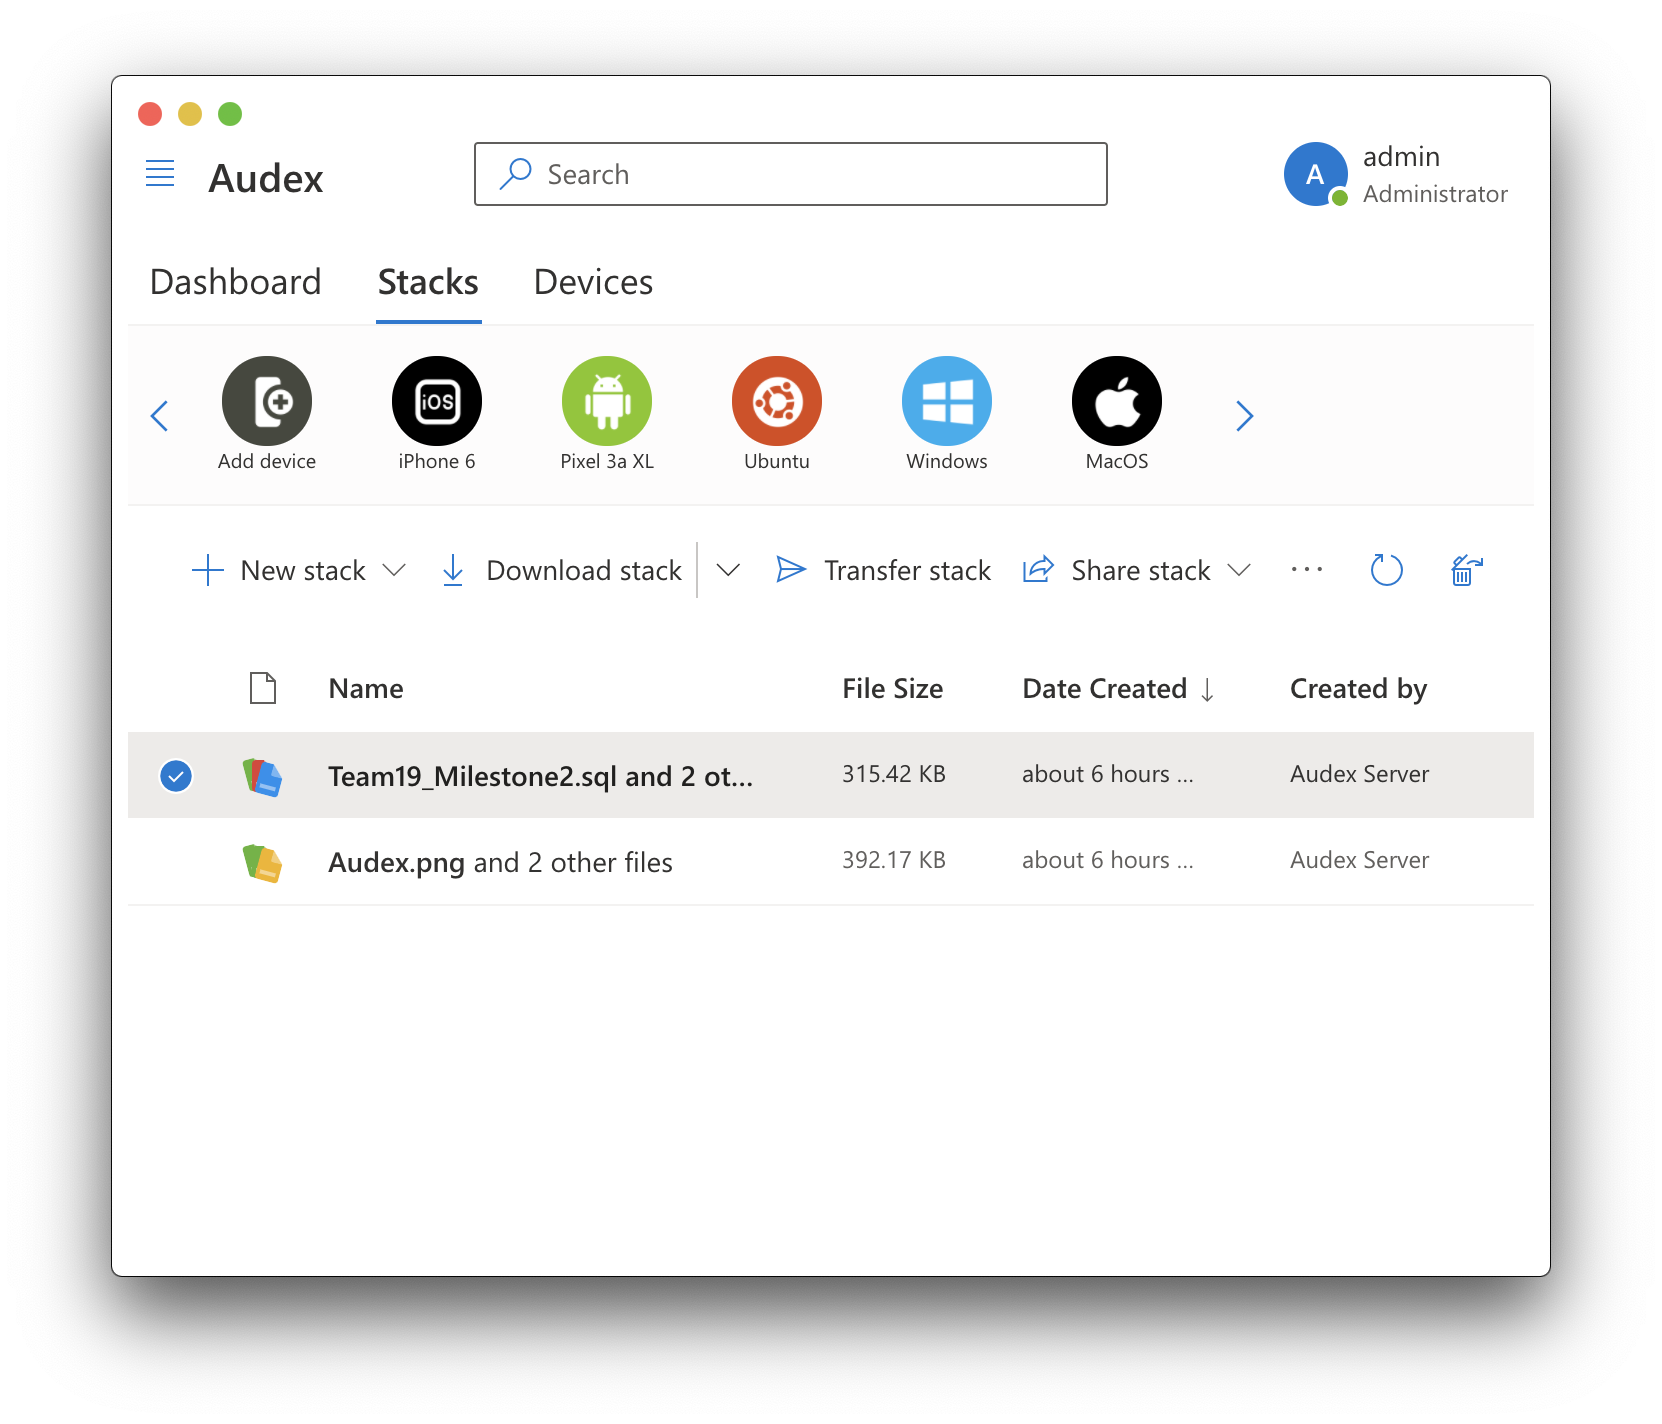 Audex
Search
A
admin
Administrator
Dashboard Stacks Devices
iOS
Add device iPhone 6 Pixel 3a XL Ubuntu Windows MacOS
New stack Download stack Transfer stack Share stack ...
Name File Size Date Created ↓ Created by
Team19_Milestone2.sql and 2 ot... 315.42 KB about 6 hours ... Audex Server
Audex.png and 2 other files 392.17 KB about 6 hours ... Audex Server